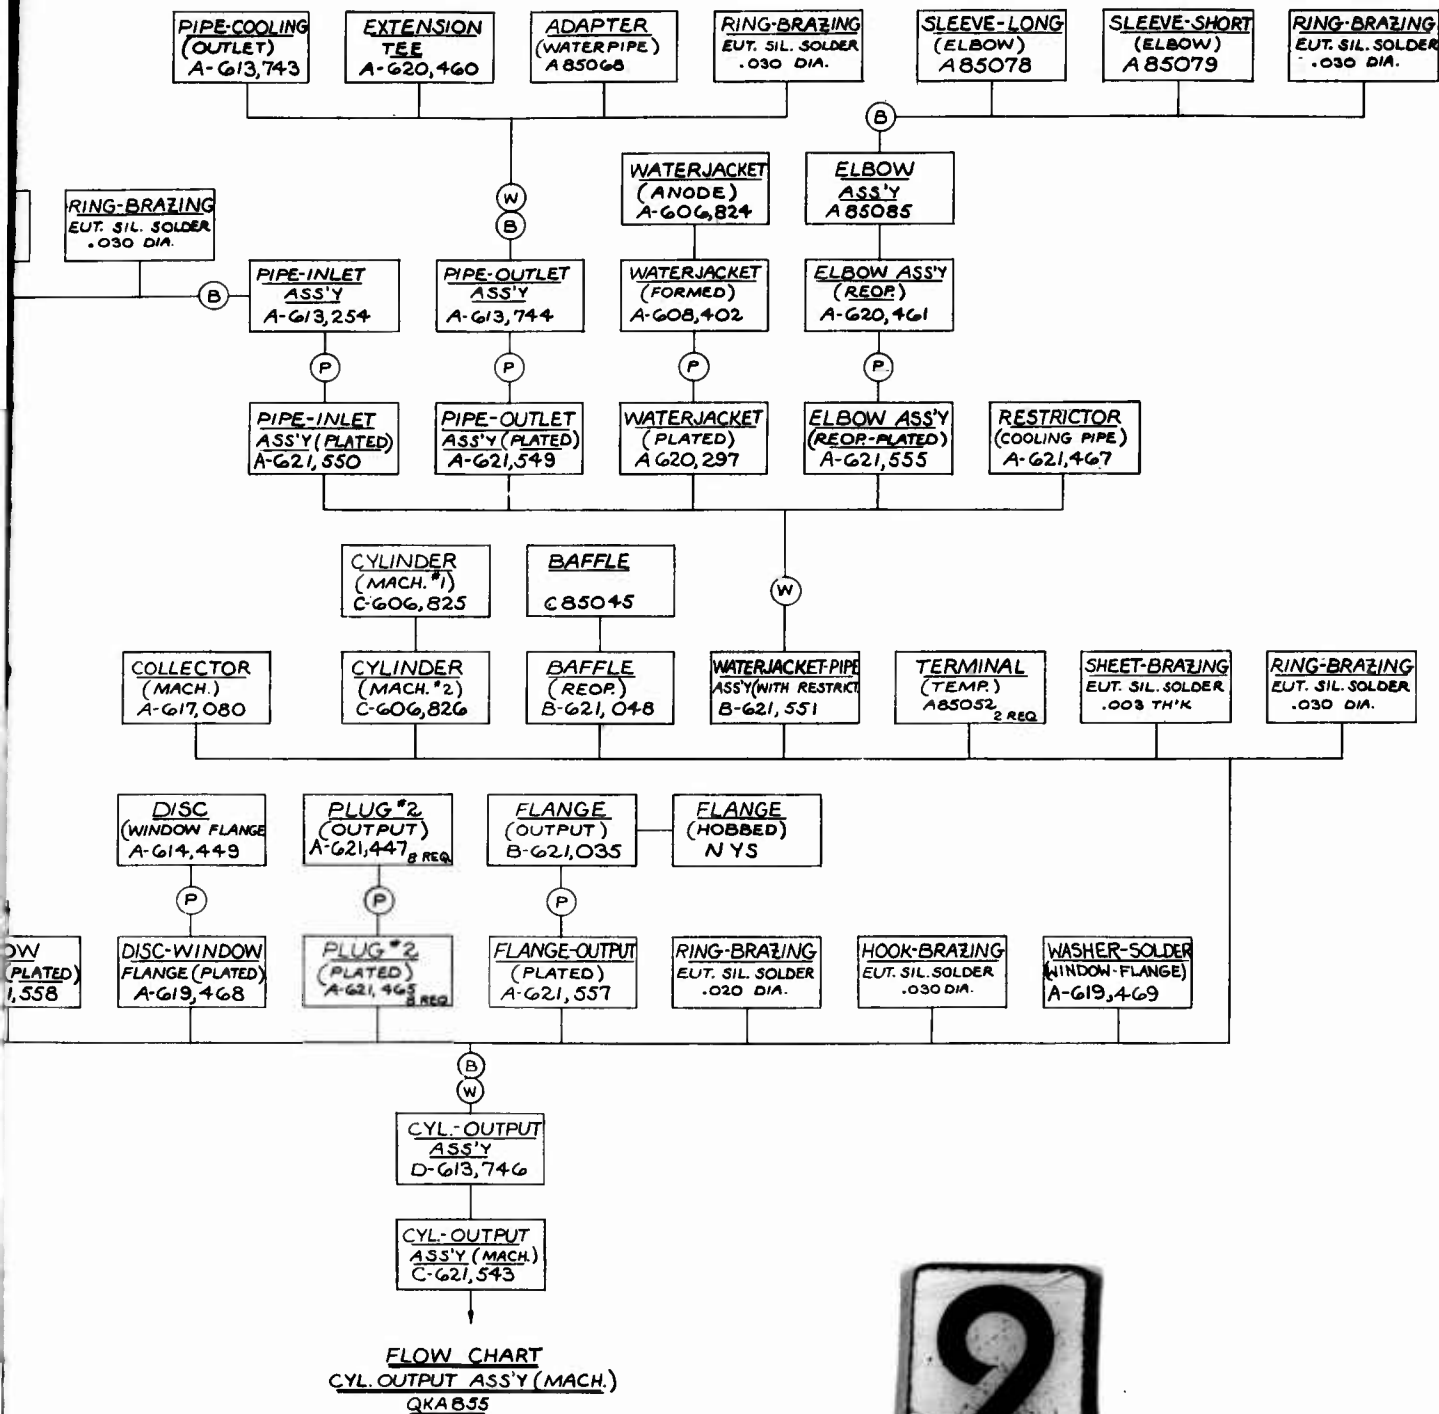 PIPE-COOLING
(OUTLET)
A-613,743
EXTENSION
TEE
A-620,460
ADAPTER
(WATERPIPE)
A85068
RING-BRAZING
EUT. SIL. SOLDER
.030 DIA.
SLEEVE-LONG
(ELBOW)
A85078
SLEEVE-SHORT
(ELBOW)
A85079
RING-BRAZING
EUT. SIL. SOLDER
.030 DIA.
B
RING-BRAZING
EUT. SIL. SOLDER
.030 DIA.
W
B
WATERJACKET
(ANODE)
A-606,824
ELBOW
ASS'Y
A85085
B
PIPE-INLET
ASS'Y
A-613,254
PIPE-OUTLET
ASS'Y
A-613,744
WATERJACKET
(FORMED)
A-608,402
ELBOW ASS'Y
(REOP.)
A-620,461
P
P
P
P
PIPE-INLET
ASS'Y (PLATED)
A-621,550
PIPE-OUTLET
ASS'Y (PLATED)
A-621,549
WATERJACKET
(PLATED)
A620,297
ELBOW ASS'Y
(REOP.-PLATED)
A-621,555
RESTRICTOR
(COOLING PIPE)
A-621,467
CYLINDER
(MACH. #1)
C-606,825
BAFFLE
C85045
W
COLLECTOR
(MACH.)
A-617,080
CYLINDER
(MACH. #2)
C-606,826
BAFFLE
(REOP.)
B-621,048
WATERJACKET-PIPE
ASS'Y (WITH RESTRICT.
B-621,551
TERMINAL
(TEMP.)
A85052
2 REQ
SHEET-BRAZING
EUT. SIL. SOLDER
.003 TH'K
RING-BRAZING
EUT. SIL. SOLDER
.030 DIA.
DISC
(WINDOW FLANGE
A-614,449
PLUG #2
(OUTPUT)
A-621,447
8 REQ.
FLANGE
(OUTPUT)
B-621,035
FLANGE
(HOBBED)
NYS
P
P
P
OW
(PLATED)
1,558
DISC-WINDOW
FLANGE (PLATED)
A-619,468
PLUG #2
(PLATED)
A-621,465
8 REQ
FLANGE-OUTPUT
(PLATED)
A-621,557
RING-BRAZING
EUT. SIL. SOLDER
.020 DIA.
HOOK-BRAZING
EUT. SIL. SOLDER
.030 DIA.
WASHER-SOLDER
(WINDOW-FLANGE)
A-619,469
B
W
CYL.-OUTPUT
ASS'Y
D-613,746
CYL.-OUTPUT
ASS'Y (MACH.)
C-621,543
FLOW CHART
CYL. OUTPUT ASS'Y (MACH.)
QKA855
2